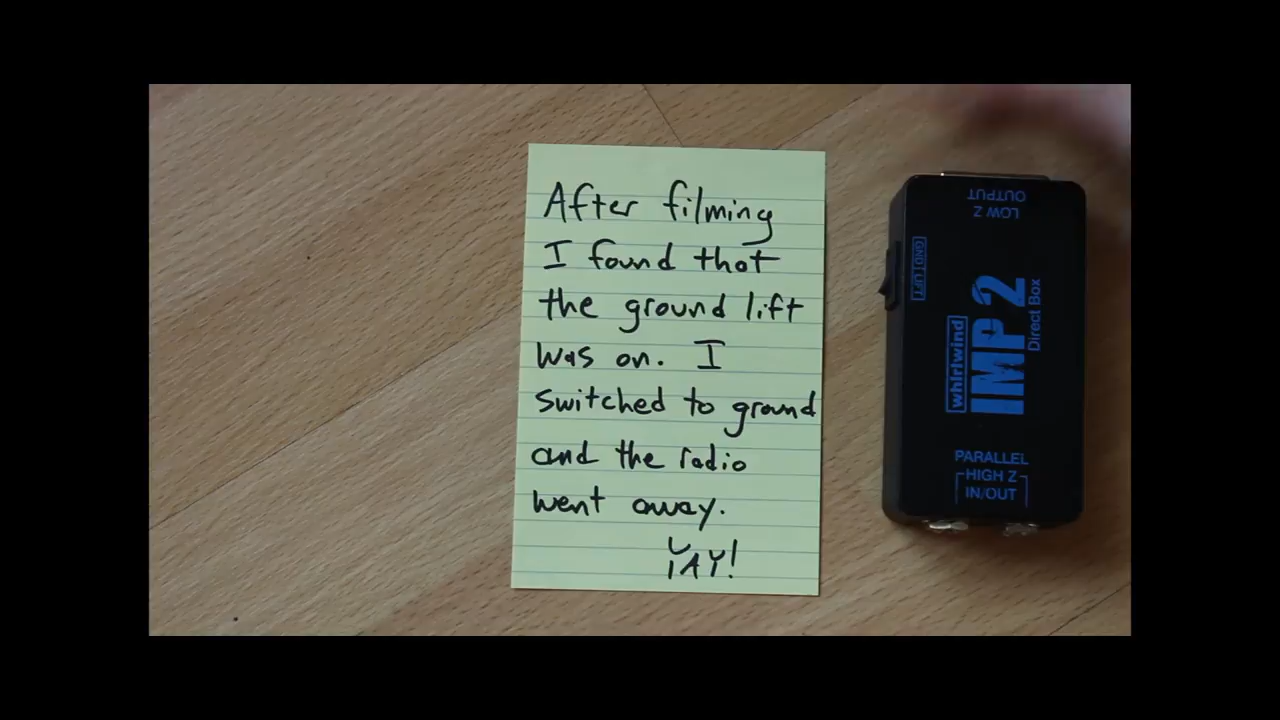 After filming
I found that
the ground lift
was on. I
switched to ground
and the radio
went away.
YAY!
LOW Z
OUTPUT
GND LIFT
whirlwind
IMP 2
Direct Box
PARALLEL
HIGH Z
IN/OUT